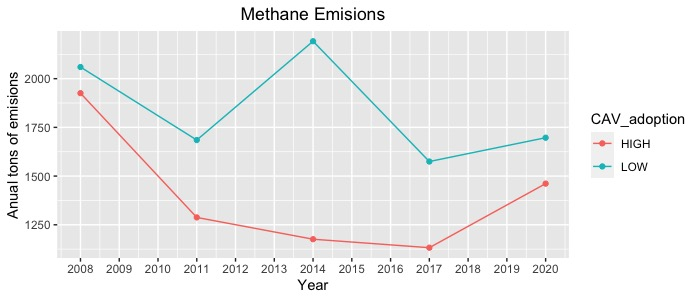 Methane Emisions
Anual tons of emisions
2000
1750
1500
1250
2008 2009 2010 2011 2012 2013 2014 2015 2016 2017 2018 2019 2020
Year
CAV_adoption
HIGH
LOW